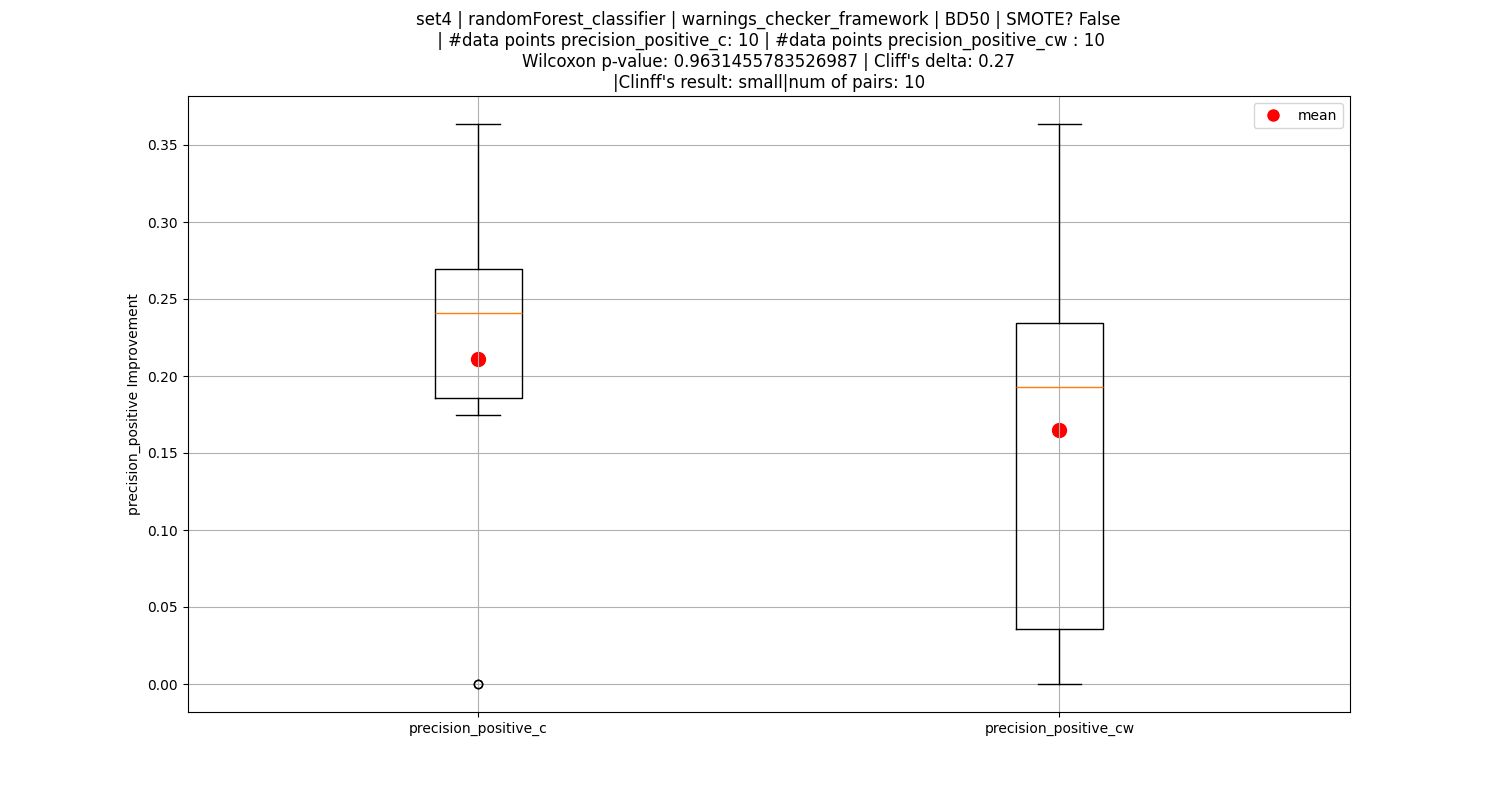 set4 | randomForest_classifier | warnings_checker_framework | BD50 | SMOTE? False
| #data points precision_positive_c: 10 | #data points precision_positive_cw : 10
Wilcoxon p-value: 0.9631455783526987 | Cliff's delta: 0.27
|Clinff's result: small|num of pairs: 10
mean
0.35
0.30
0.25
0.20
0.15
0.10
0.05
0.00
precision_positive Improvement
precision_positive_c
precision_positive_cw